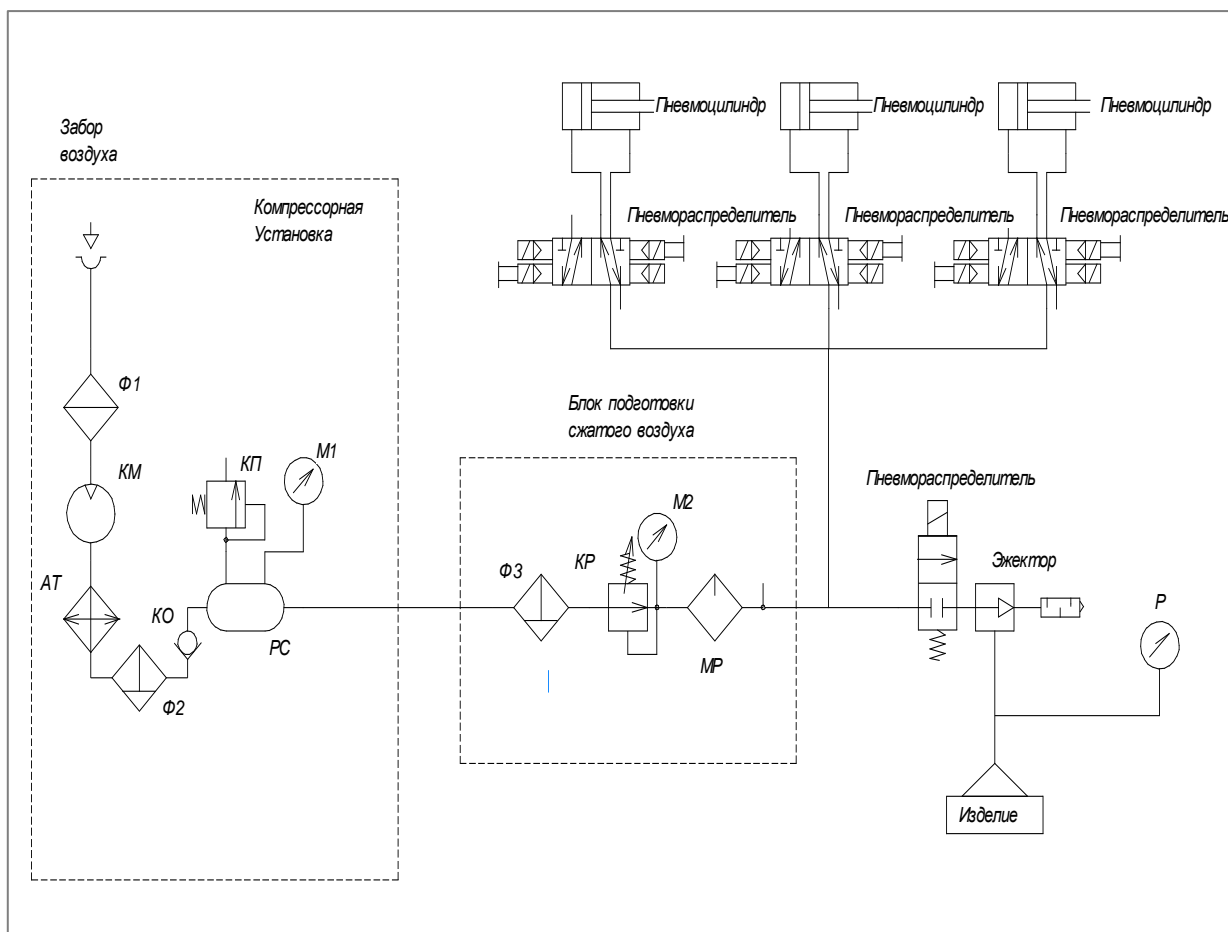 Пневмоцилиндр Пневмоцилиндр Пневмоцилиндр
Забор
воздуха
Компрессорная
Установка
Пневмораспределитель Пневмораспределитель Пневмораспределитель
Ф1
КМ
КП
М1
АТ
КО
РС
Ф2
Блок подготовки
сжатого воздуха
М2
КР
Ф3
МР
Пневмораспределитель
Эжектор
Р
Изделие